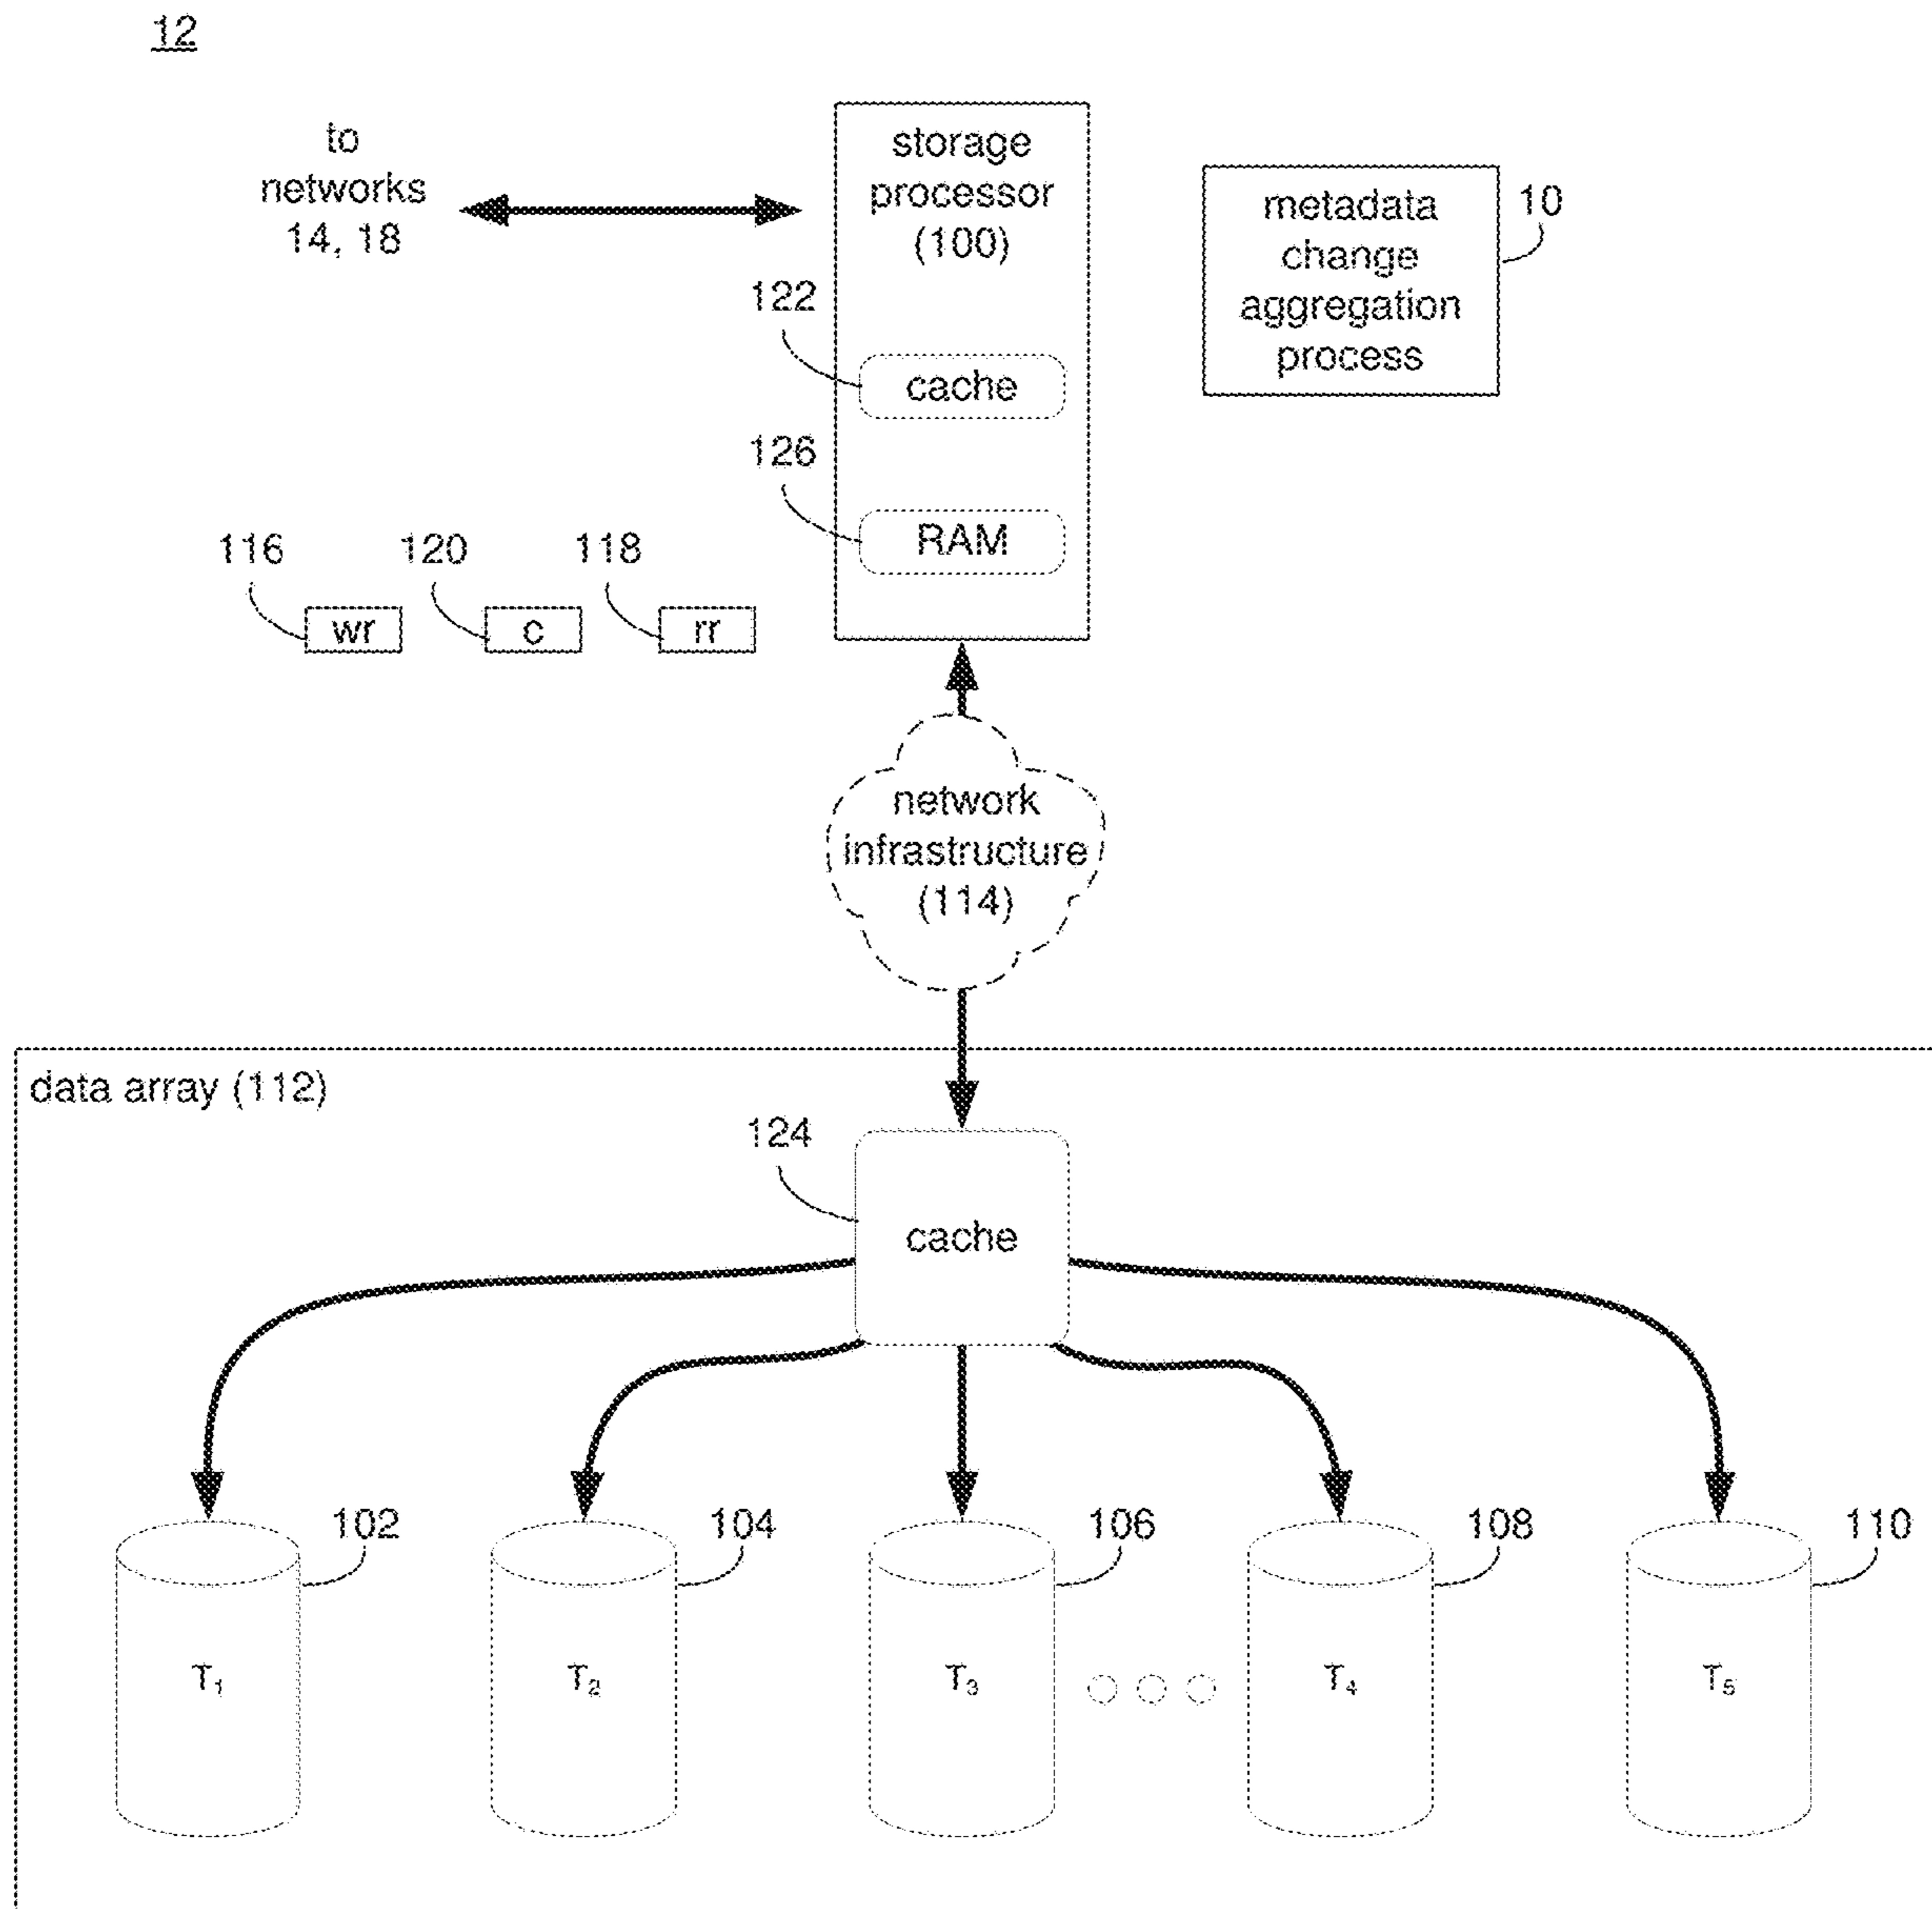 12
to
networks
14, 18
storage
processor
(100)
metadata
change
aggregation
process
10
122
cache
126
RAM
116
120
118
wr
c
rr
network
infrastructure
(114)
data array (112)
124
cache
102
104
106
108
110
T₁
T₂
T₃
T₄
T₅